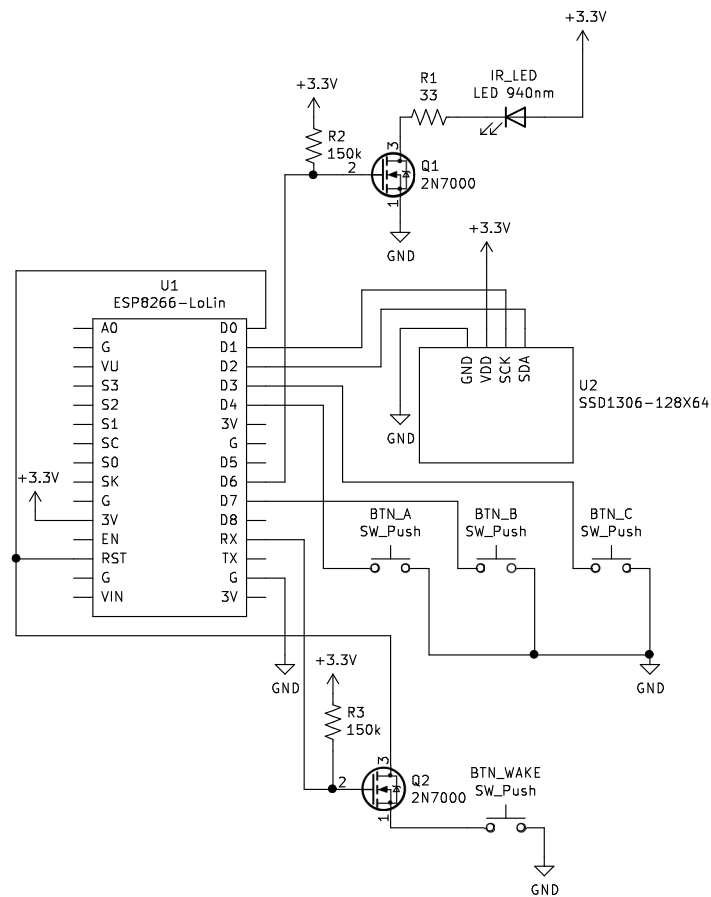 +3.3V
R1
33
IR_LED
LED 940nm
+3.3V
R2
150k
3
2
Q1
2N7000
1
GND
+3.3V
U1
ESP8266-LoLin
A0
G
VU
S3
S2
S1
SC
S0
SK
G
3V
EN
RST
G
VIN
D0
D1
D2
D3
D4
3V
G
D5
D6
D7
D8
RX
TX
G
3V
GND
VDD
SCK
SDA
U2
SSD1306-128X64
GND
+3.3V
BTN_A
SW_Push
BTN_B
SW_Push
BTN_C
SW_Push
GND
GND
+3.3V
R3
150k
3
2
Q2
2N7000
1
BTN_WAKE
SW_Push
GND